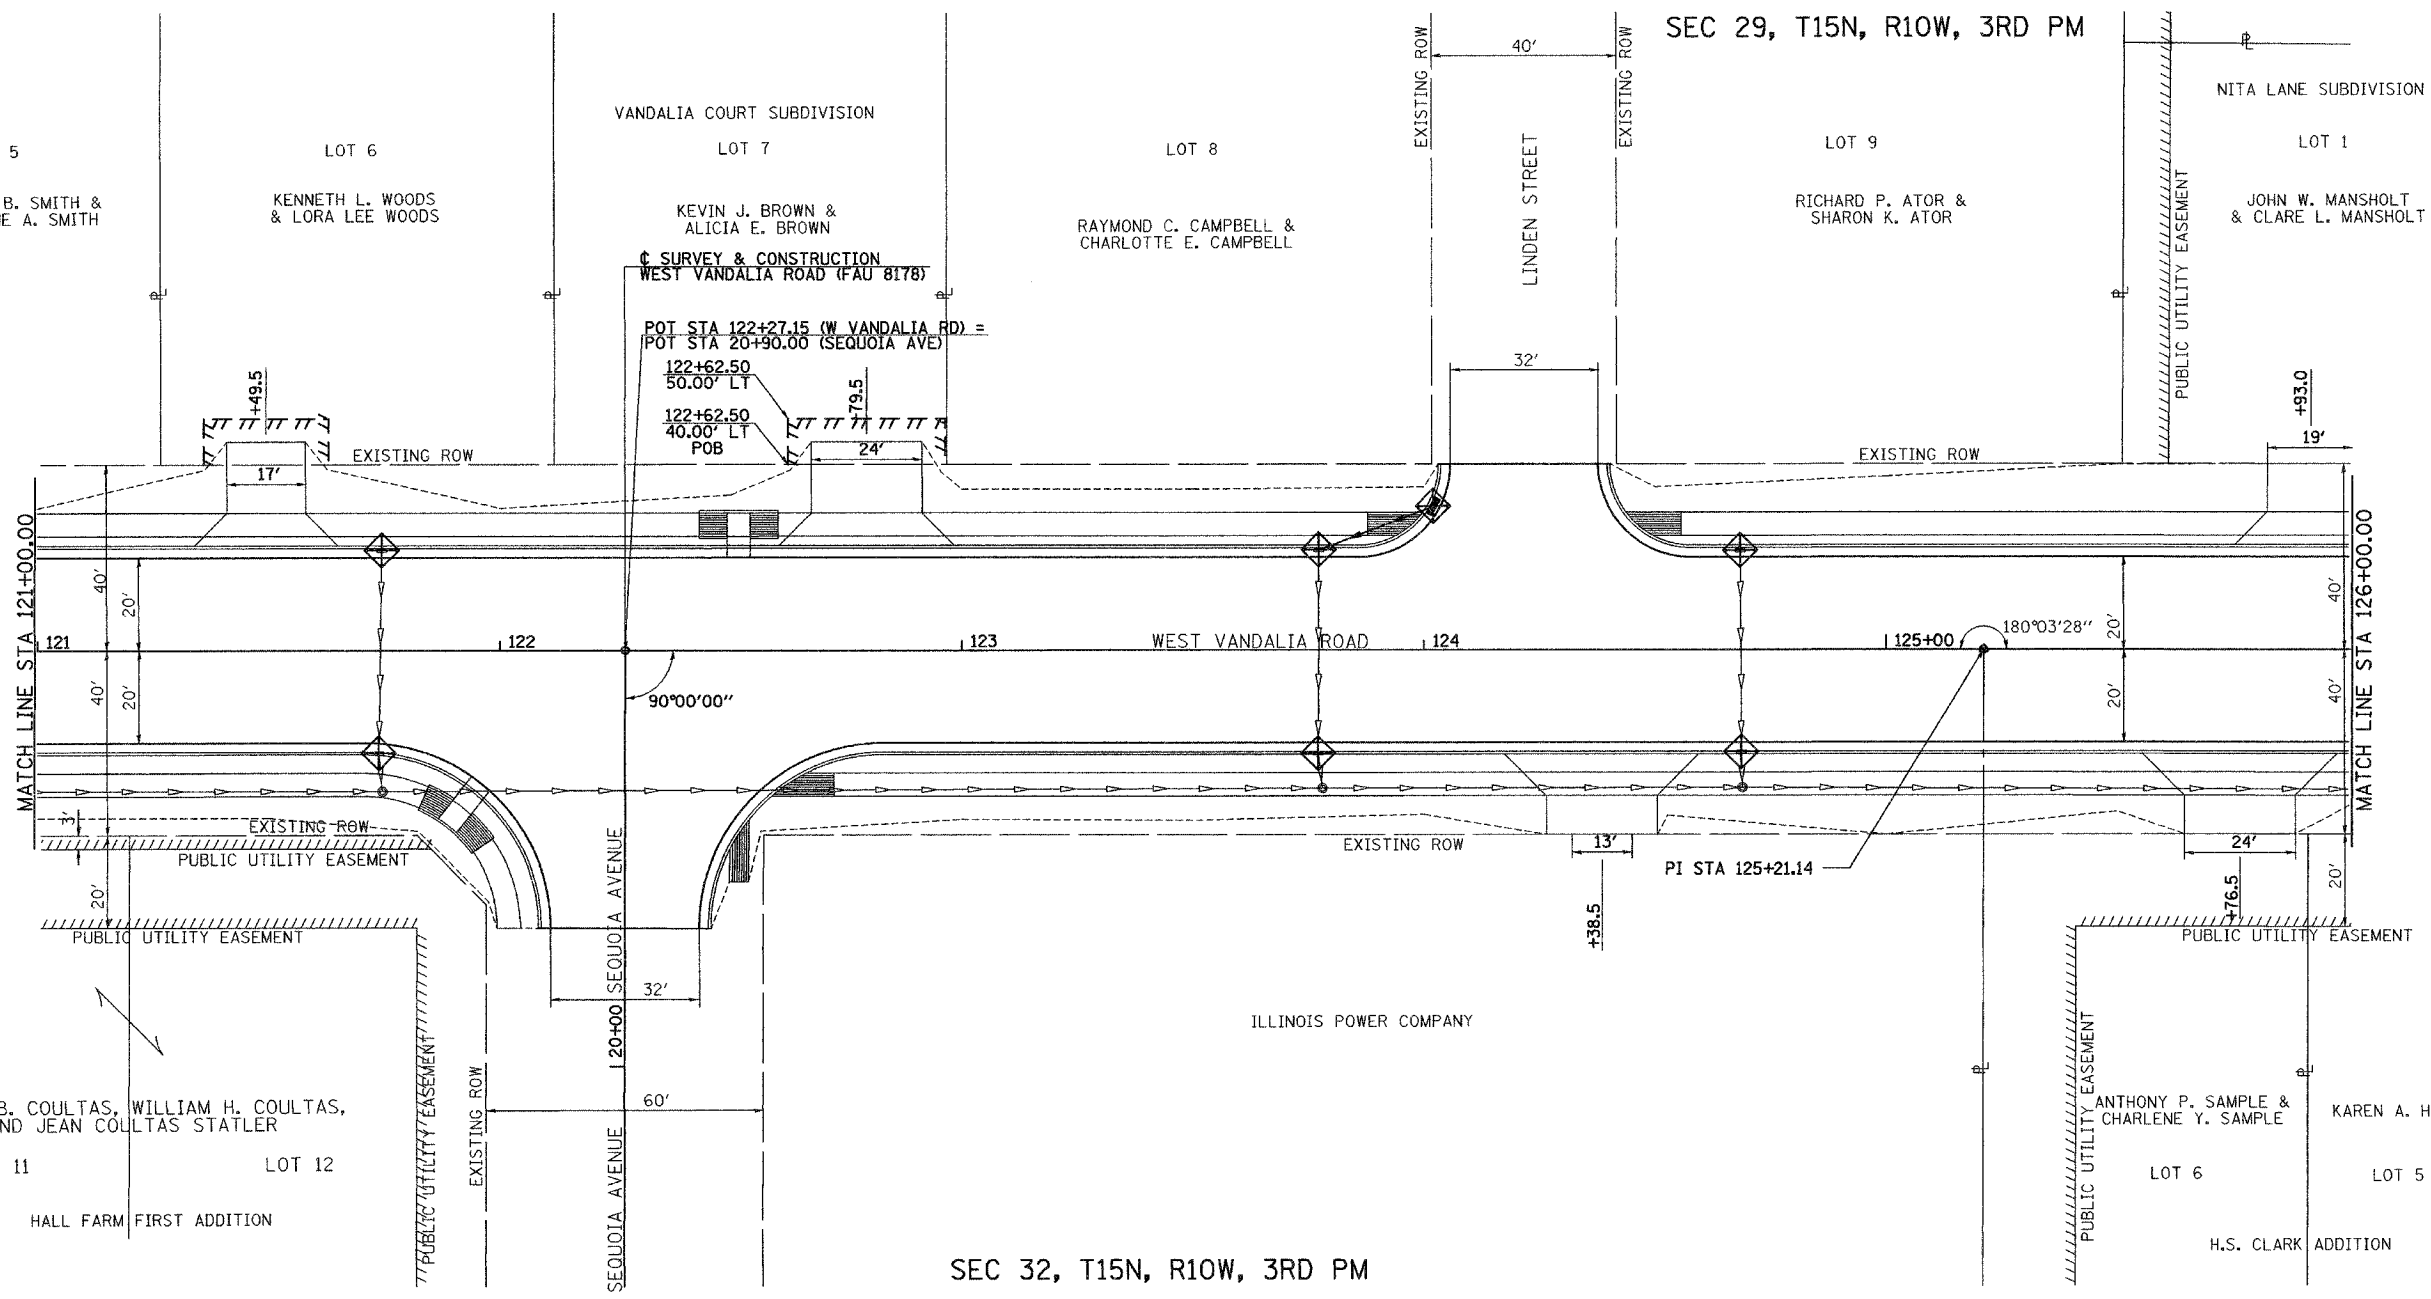 SEC 29, T15N, R10W, 3RD PM
40'
EXISTING ROW
EXISTING ROW
LINDEN STREET
32'
VANDALIA COURT SUBDIVISION
5
LOT 6
LOT 7
LOT 8
LOT 9
NITA LANE SUBDIVISION
LOT 1
B. SMITH &
E A. SMITH
KENNETH L. WOODS
& LORA LEE WOODS
KEVIN J. BROWN &
ALICIA E. BROWN
RAYMOND C. CAMPBELL &
CHARLOTTE E. CAMPBELL
RICHARD P. ATOR &
SHARON K. ATOR
JOHN W. MANSHOLT
& CLARE L. MANSHOLT
PUBLIC UTILITY EASEMENT
℄ SURVEY & CONSTRUCTION
WEST VANDALIA ROAD (FAU 8178)
POT STA 122+27.15 (W VANDALIA RD) =
POT STA 20+90.00 (SEQUOIA AVE)
122+62.50
50.00' LT
122+62.50
40.00' LT
POB
+49.5
+79.5
+93.0
17'
24'
19'
EXISTING ROW
EXISTING ROW
MATCH LINE STA 121+00.00
40'
20'
40'
20'
121
122
123
WEST VANDALIA ROAD
124
125+00
180°03'28"
90°00'00"
20'
20'
40'
40'
MATCH LINE STA 126+00.00
3'
20'
EXISTING ROW
PUBLIC UTILITY EASEMENT
EXISTING ROW
13'
+38.5
PI STA 125+21.14
24'
+76.5
20'
PUBLIC UTILITY EASEMENT
PUBLIC UTILITY EASEMENT
SEQUOIA AVENUE
20+00
32'
60'
SEQUOIA AVENUE
EXISTING ROW
PUBLIC UTILITY EASEMENT
ILLINOIS POWER COMPANY
PUBLIC UTILITY EASEMENT
B. COULTAS, WILLIAM H. COULTAS,
ND JEAN COULTAS STATLER
11
LOT 12
HALL FARM FIRST ADDITION
ANTHONY P. SAMPLE &
CHARLENE Y. SAMPLE
KAREN A. H
LOT 6
LOT 5
H.S. CLARK ADDITION
SEC 32, T15N, R10W, 3RD PM